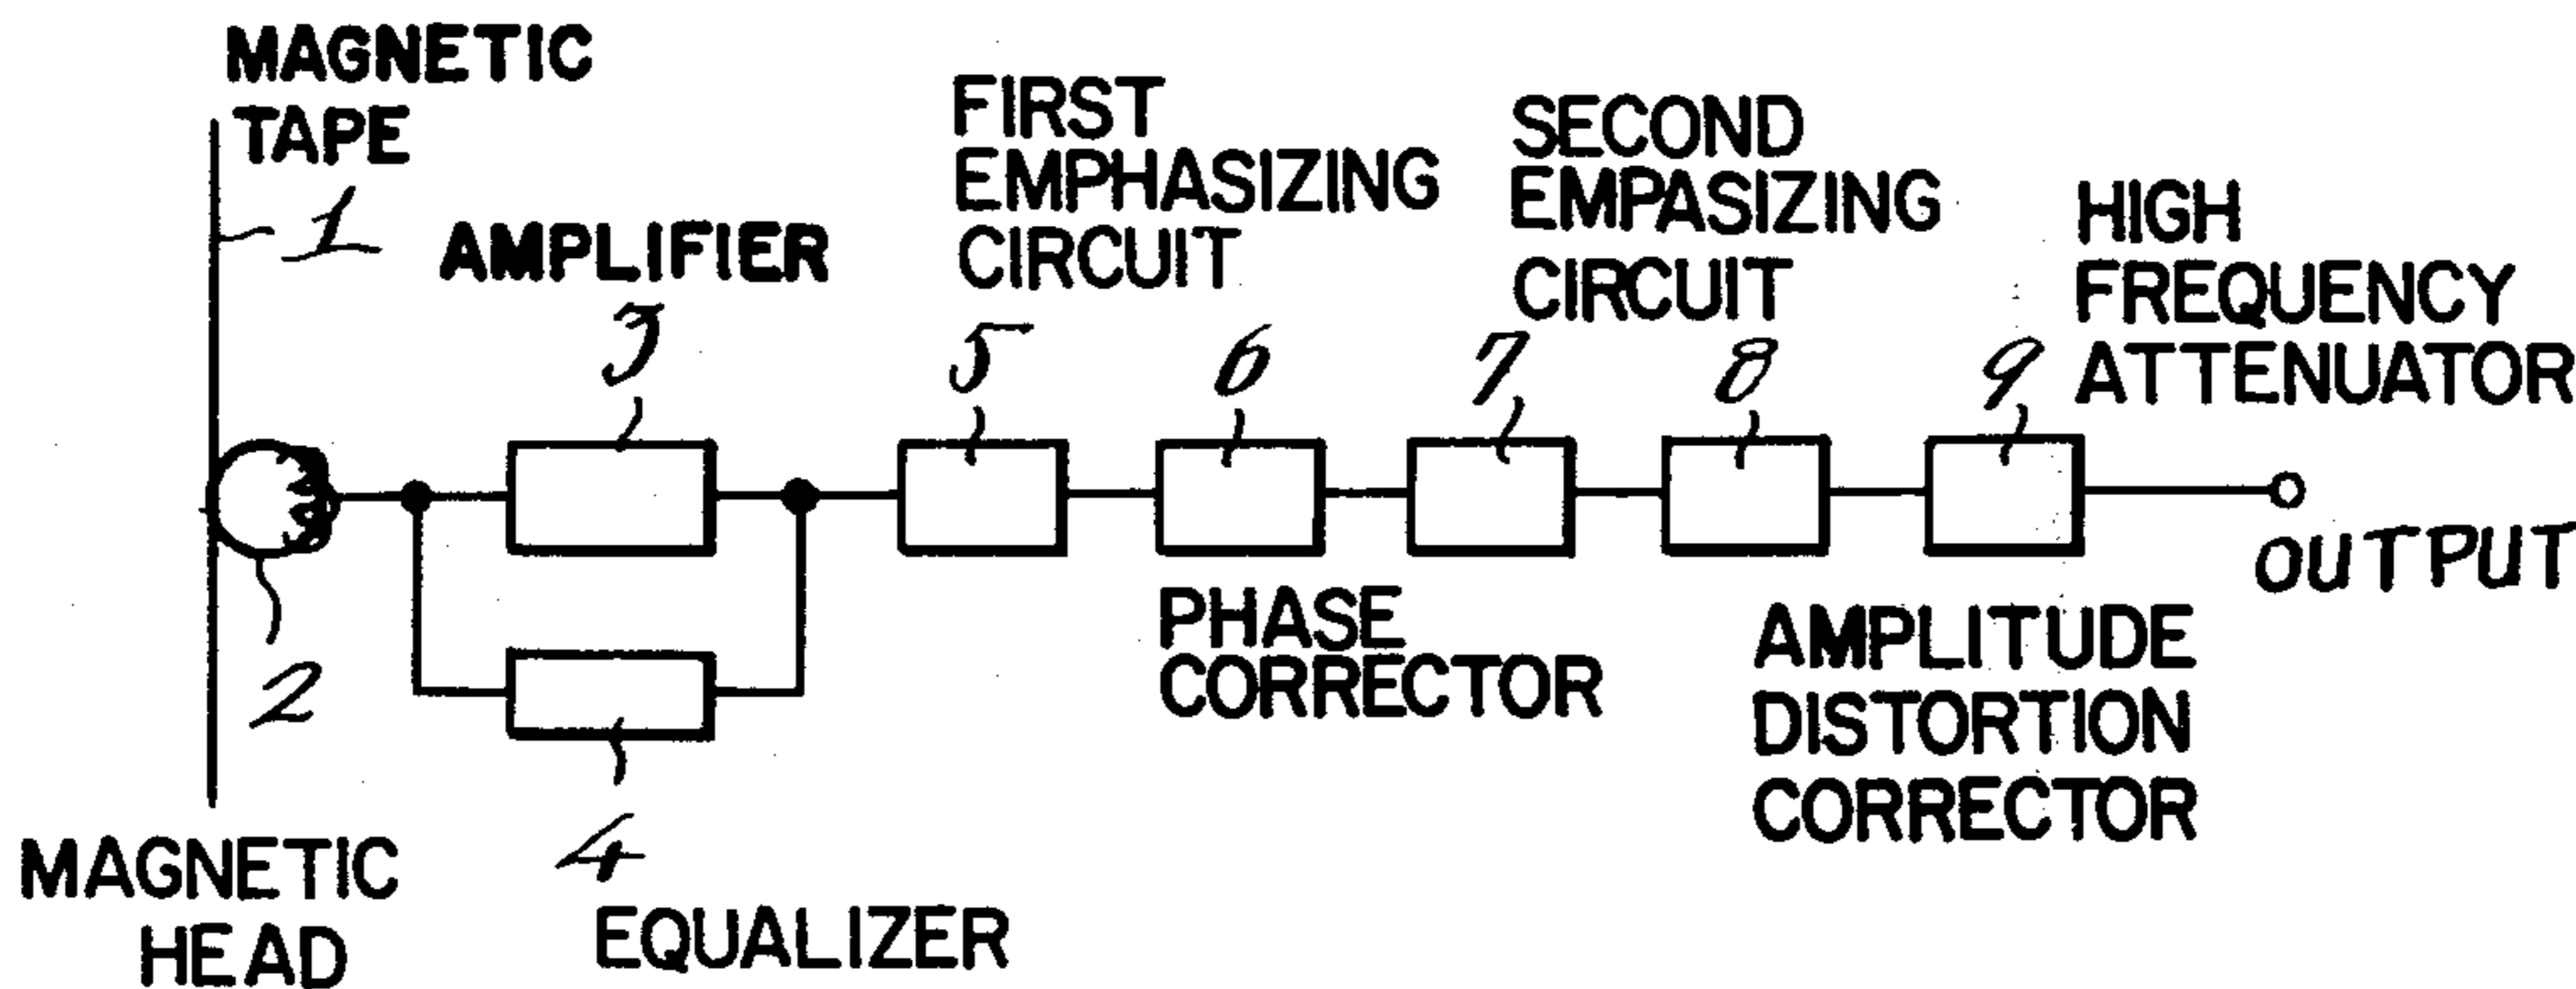 MAGNETIC
TAPE
1
AMPLIFIER
3
FIRST
EMPHASIZING
CIRCUIT
5
6
SECOND
EMPASIZING
CIRCUIT
7
8
HIGH
FREQUENCY
ATTENUATOR
9
OUTPUT
2
MAGNETIC
HEAD
4
EQUALIZER
PHASE
CORRECTOR
AMPLITUDE
DISTORTION
CORRECTOR